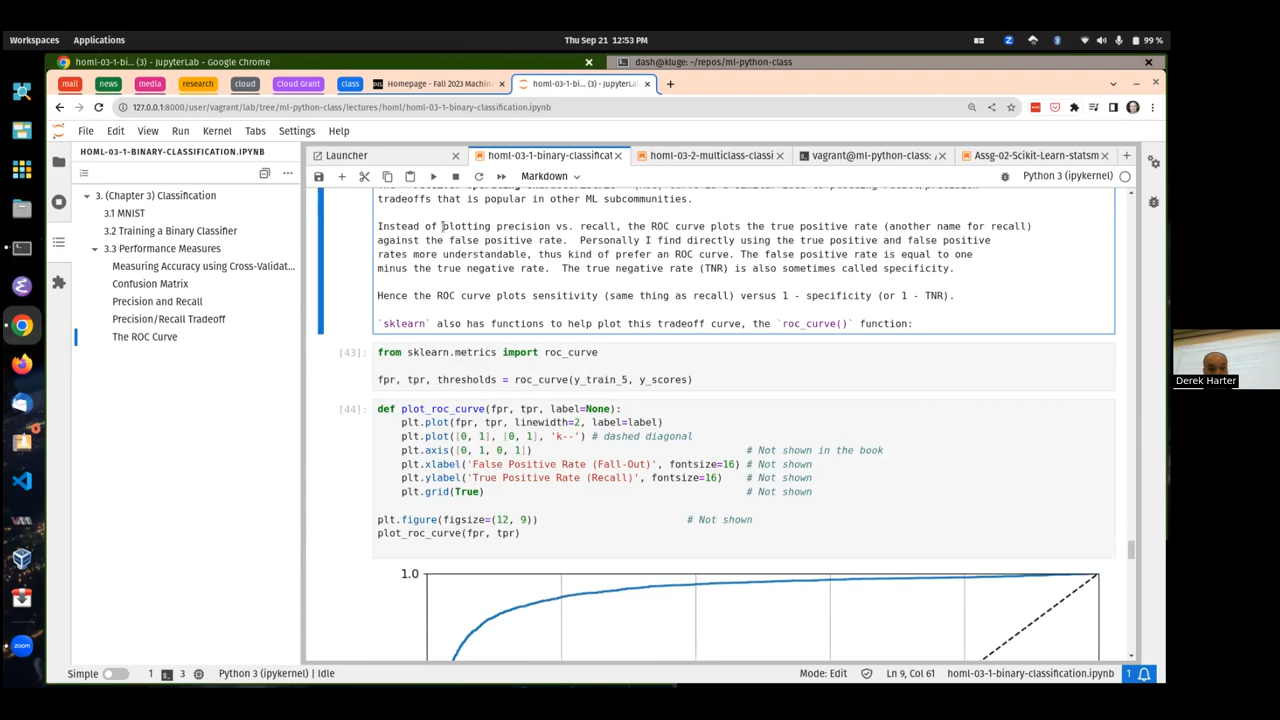 Workspaces Applications Thu Sep 21 12:53 PM 99 %
homl-03-1-bi... (3) - JupyterLab - Google Chrome dash@kluge: ~/repos/ml-python-class
mail news media research cloud Cloud Grant class Homepage - Fall 2023 Machin homl-03-1-bi... (3) - JupyterLa
127.0.0.1:8000/user/vagrant/lab/tree/ml-python-class/lectures/homl/homl-03-1-binary-classification.ipynb
File Edit View Run Kernel Tabs Settings Help
HOML-03-1-BINARY-CLASSIFICATION.IPYNB
Launcher homl-03-1-binary-classificat homl-03-2-multiclass-classi vagrant@ml-python-class: / Assg-02-Scikit-Learn-statsm
Markdown Python 3 (ipykernel)
3. (Chapter 3) Classification
3.1 MNIST
3.2 Training a Binary Classifier
3.3 Performance Measures
Measuring Accuracy using Cross-Validat...
Confusion Matrix
Precision and Recall
Precision/Recall Tradeoff
The ROC Curve
tradeoffs that is popular in other ML subcommunities.
Instead of plotting precision vs. recall, the ROC curve plots the true positive rate (another name for recall)
against the false positive rate. Personally I find directly using the true positive and false positive
rates more understandable, thus kind of prefer an ROC curve. The false positive rate is equal to one
minus the true negative rate. The true negative rate (TNR) is also sometimes called specificity.
Hence the ROC curve plots sensitivity (same thing as recall) versus 1 - specificity (or 1 - TNR).
`sklearn` also has functions to help plot this tradeoff curve, the `roc_curve()` function:
[43]: from sklearn.metrics import roc_curve
fpr, tpr, thresholds = roc_curve(y_train_5, y_scores)
[44]: def plot_roc_curve(fpr, tpr, label=None):
plt.plot(fpr, tpr, linewidth=2, label=label)
plt.plot([0, 1], [0, 1], 'k--') # dashed diagonal
plt.axis([0, 1, 0, 1]) # Not shown in the book
plt.xlabel('False Positive Rate (Fall-Out)', fontsize=16) # Not shown
plt.ylabel('True Positive Rate (Recall)', fontsize=16) # Not shown
plt.grid(True) # Not shown
plt.figure(figsize=(12, 9)) # Not shown
plot_roc_curve(fpr, tpr)
1.0
Derek Harter
zoom
Simple 1 3 Python 3 (ipykernel) | Idle Mode: Edit Ln 9, Col 61 homl-03-1-binary-classification.ipynb 1